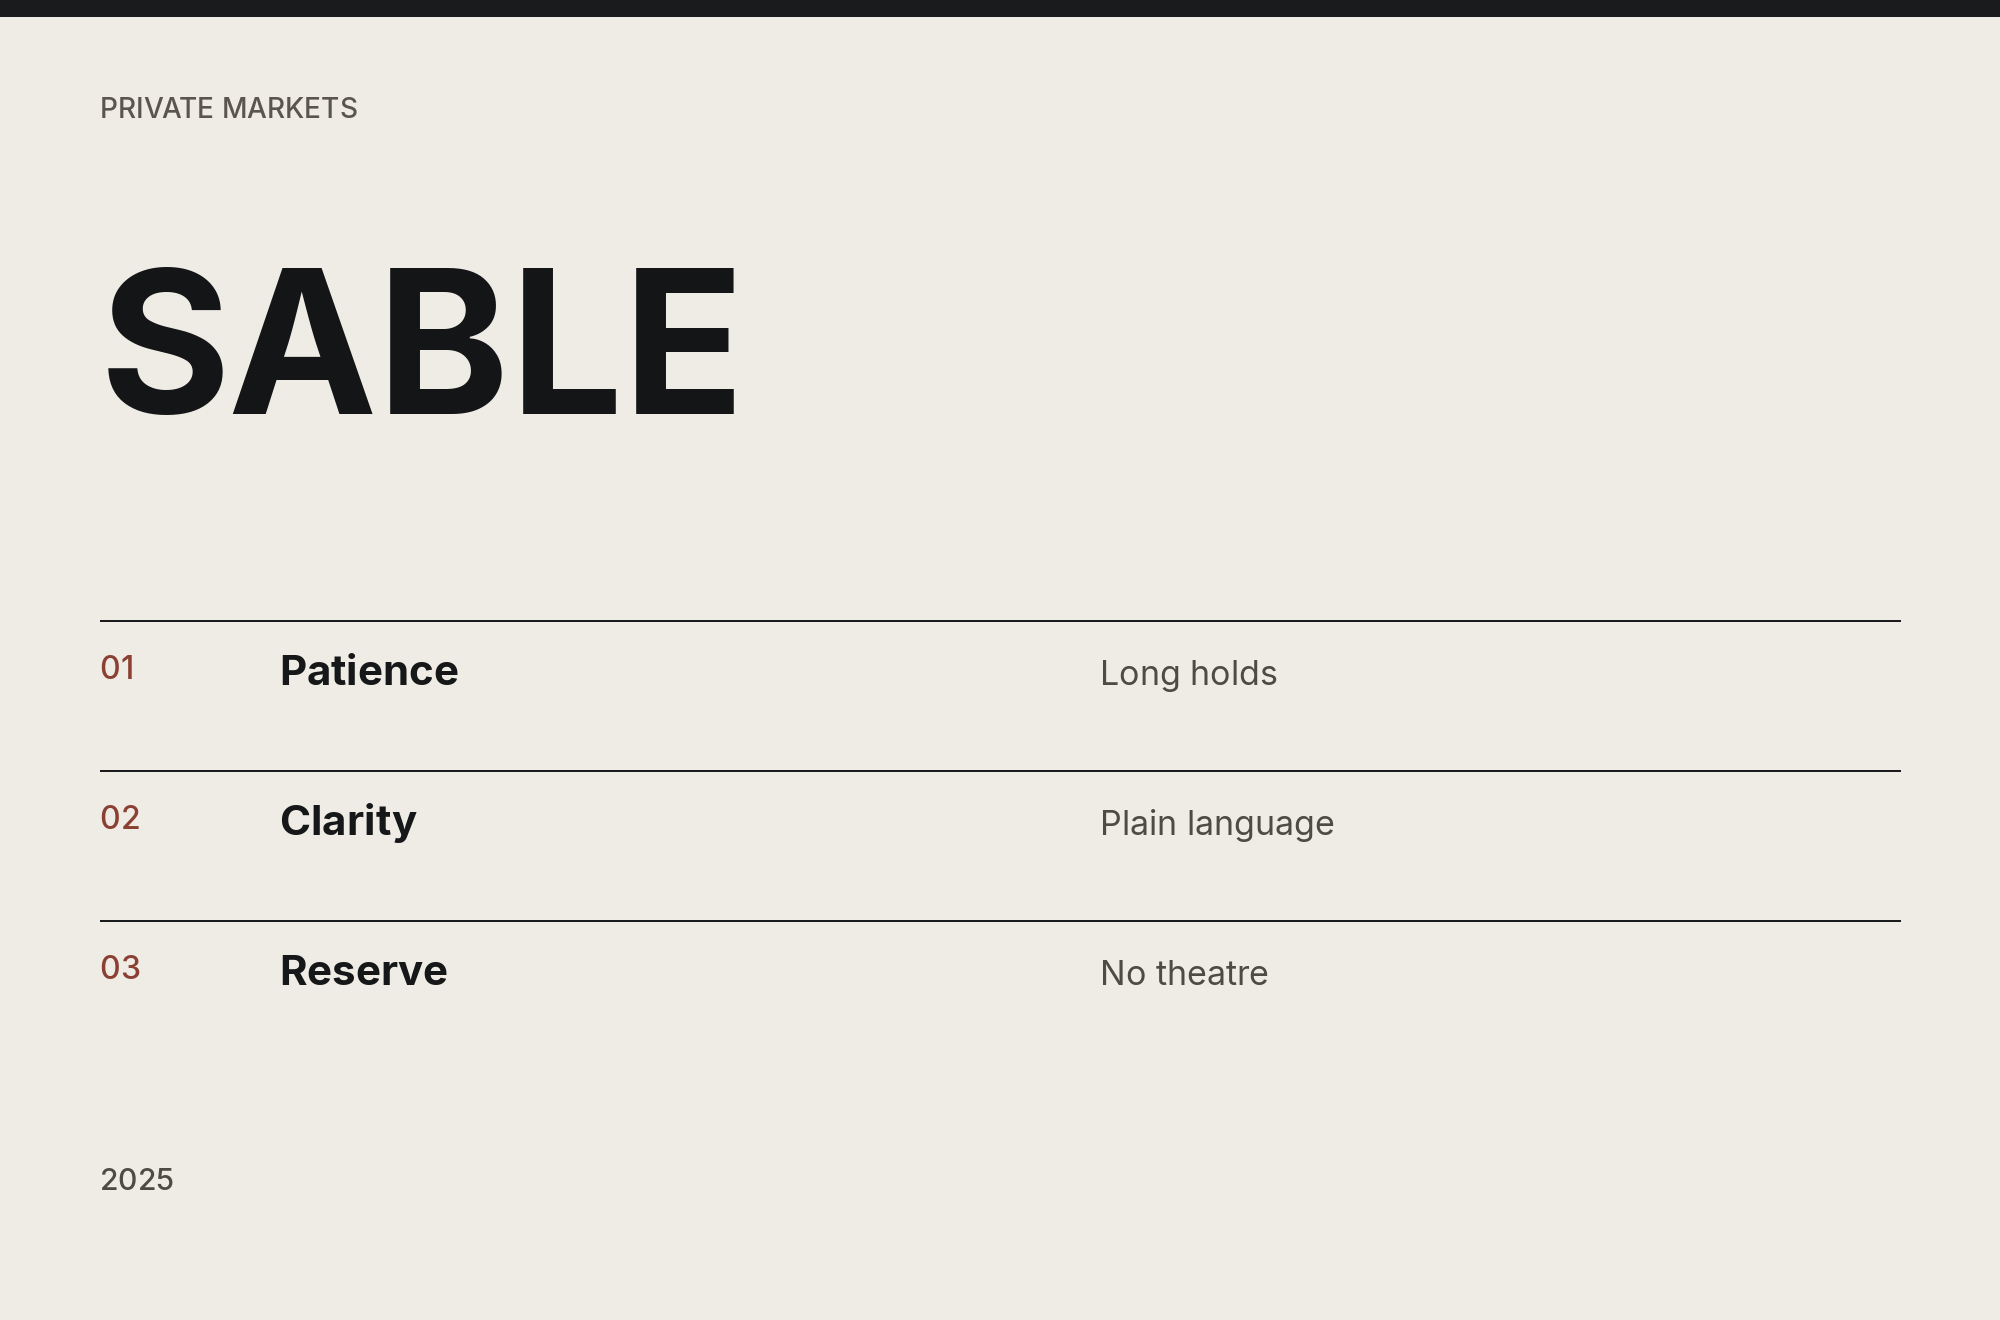 PRIVATE MARKETS
SABLE
01 Patience Long holds
02 Clarity Plain language
03 Reserve No theatre
2025